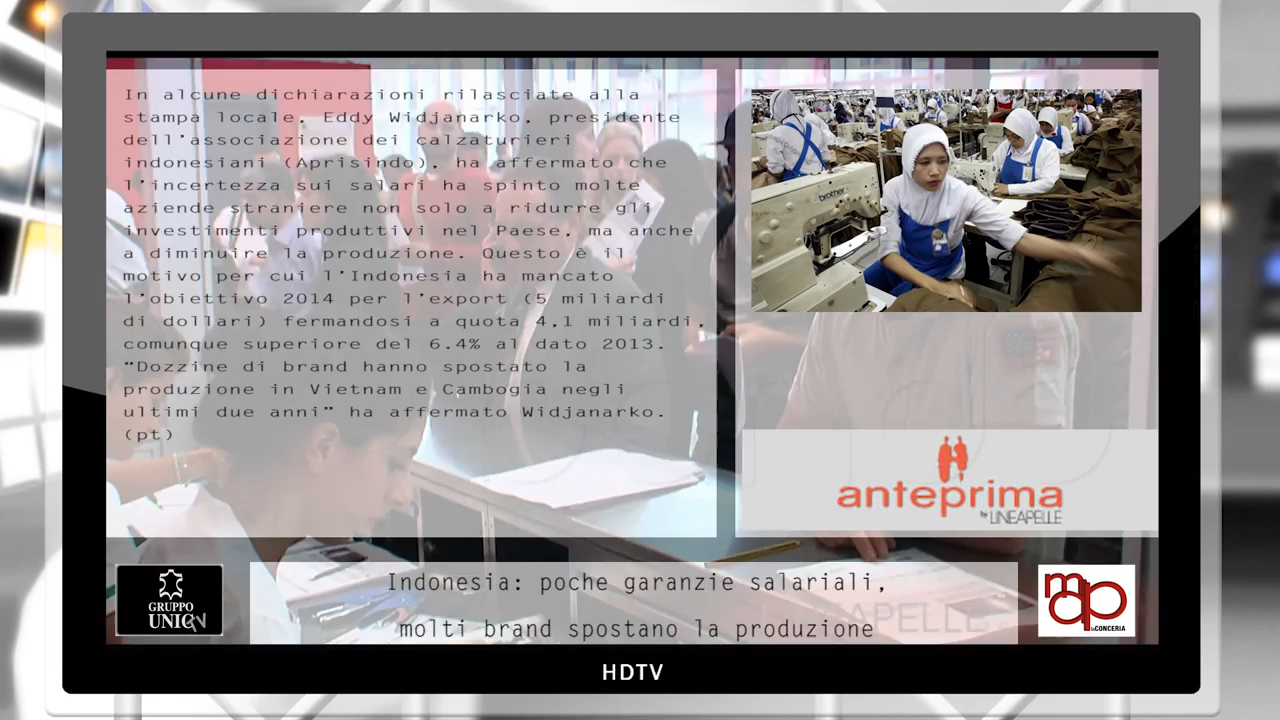 In alcune dichiarazioni rilasciate alla
stampa locale, Eddy Widjanarko, presidente
dell'associazione dei calzaturieri
indonesiani (Aprisindo), ha affermato che
l'incertezza sui salari ha spinto molte
aziende straniere non solo a ridurre gli
investimenti produttivi nel Paese, ma anche
a diminuire la produzione. Questo è il
motivo per cui l'Indonesia ha mancato
l'obiettivo 2014 per l'export (5 miliardi
di dollari) fermandosi a quota 4,1 miliardi,
comunque superiore del 6.4% al dato 2013.
“Dozzine di brand hanno spostato la
produzione in Vietnam e Cambogia negli
ultimi due anni” ha affermato Widjanarko.
(pt)
brother
anteprima
by LINEAPELLE
GRUPPO
UNIC
TV
Indonesia: poche garanzie salariali,
molti brand spostano la produzione
APELLE
map
laCONCERIA
HDTV